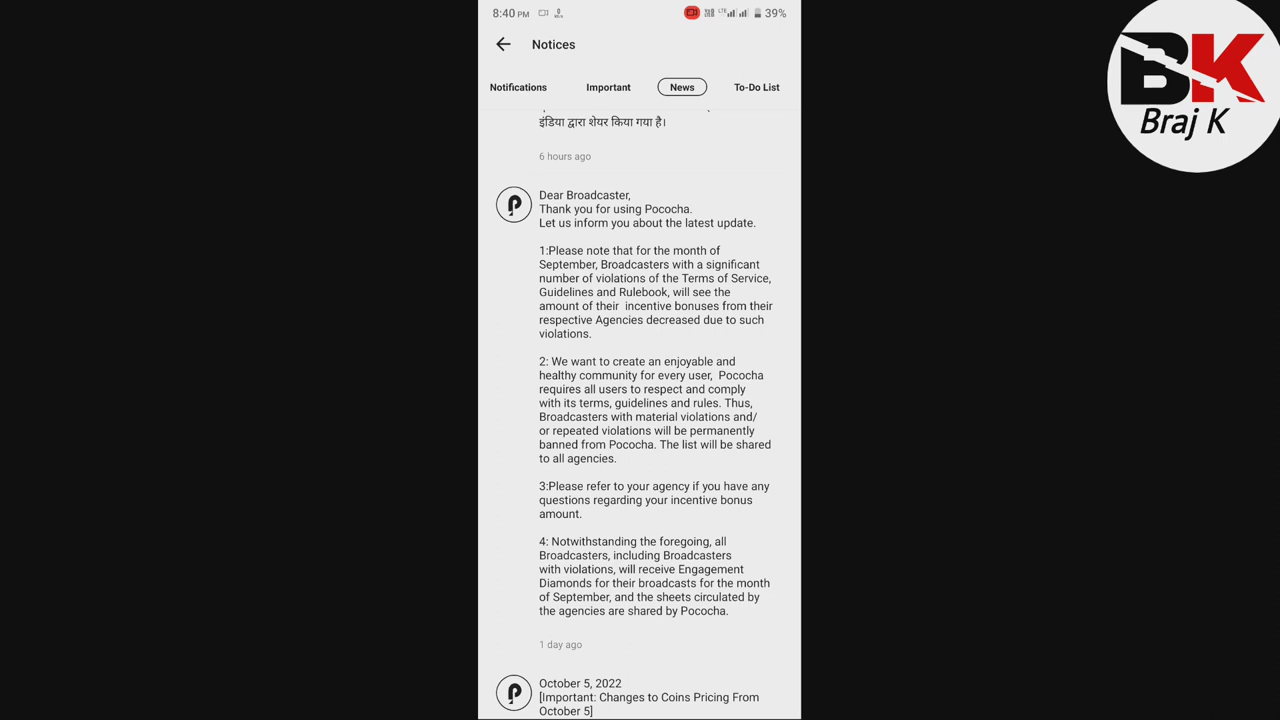 8:40 PM
39%
Notices
Notifications
Important
News
To-Do List
इंडिया द्वारा शेयर किया गया है।
6 hours ago
Dear Broadcaster,
Thank you for using Pococha.
Let us inform you about the latest update.
1:Please note that for the month of
September, Broadcasters with a significant
number of violations of the Terms of Service,
Guidelines and Rulebook, will see the
amount of their  incentive bonuses from their
respective Agencies decreased due to such
violations.
2: We want to create an enjoyable and
healthy community for every user,  Pococha
requires all users to respect and comply
with its terms, guidelines and rules. Thus,
Broadcasters with material violations and/
or repeated violations will be permanently
banned from Pococha. The list will be shared
to all agencies.
3:Please refer to your agency if you have any
questions regarding your incentive bonus
amount.
4: Notwithstanding the foregoing, all
Broadcasters, including Broadcasters
with violations, will receive Engagement
Diamonds for their broadcasts for the month
of September, and the sheets circulated by
the agencies are shared by Pococha.
1 day ago
October 5, 2022
[Important: Changes to Coins Pricing From
October 5]
BK
Braj K